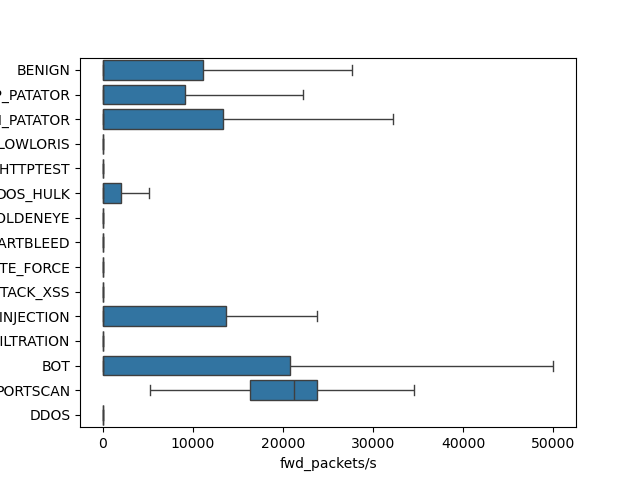 BENIGN
P_PATATOR
H_PATATOR
LOWLORIS
HTTPTEST
DOS_HULK
OLDENEYE
ARTBLEED
TE_FORCE
TACK_XSS
INJECTION
ILTRATION
BOT
PORTSCAN
DDOS
0 10000 20000 30000 40000 50000
fwd_packets/s